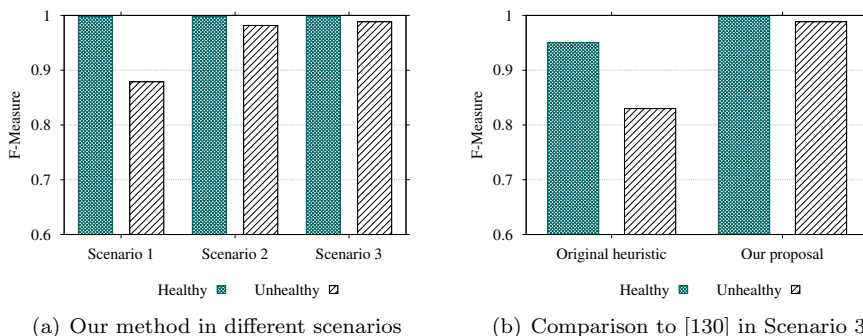 1
0.9
0.8
0.7
0.6
F-Measure
Scenario 1 Scenario 2 Scenario 3
Healthy Unhealthy
(a) Our method in different scenarios
1
0.9
0.8
0.7
0.6
F-Measure
Original heuristic Our proposal
Healthy Unhealthy
(b) Comparison to [130] in Scenario 3